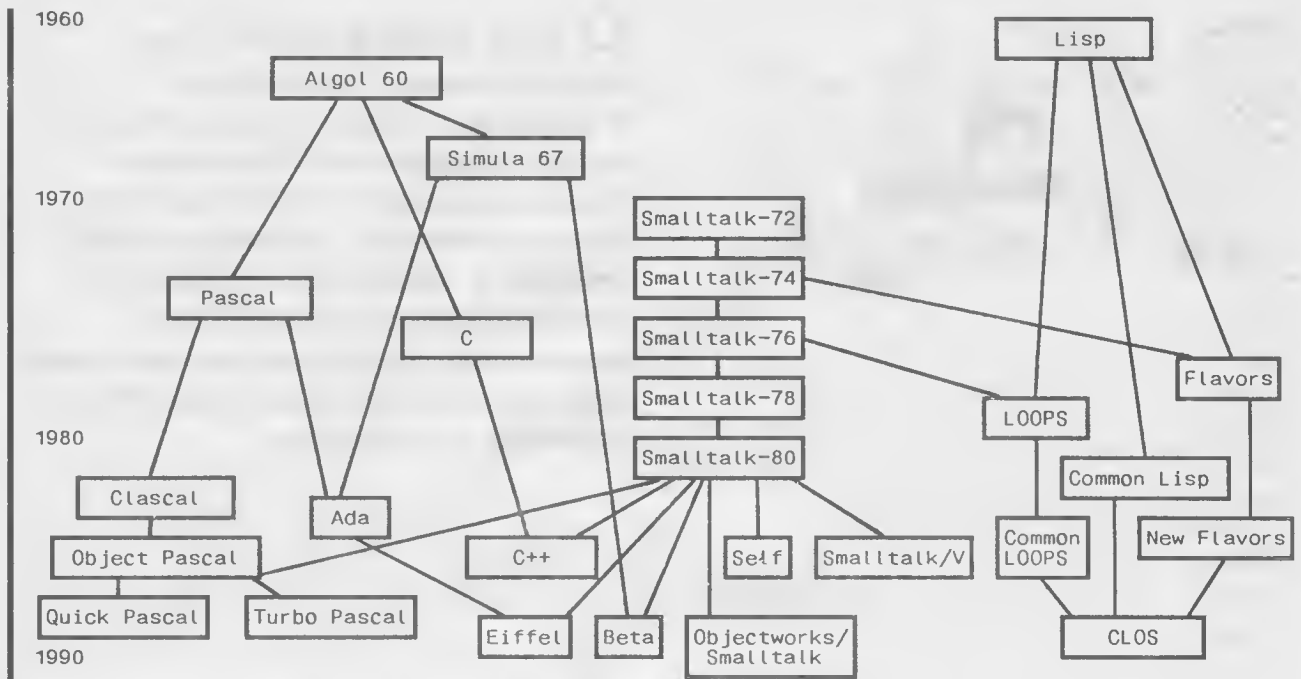 1960
Lisp
Algol 60
Simula 67
1970
Smalltalk-72
Smalltalk-74
Pascal
C
Smalltalk-76
Flavors
Smalltalk-78
LOOPS
1980
Smalltalk-80
Common Lisp
Clascal
Ada
Object Pascal
C++
Self
Smalltalk/V
Common
LOOPS
New Flavors
Quick Pascal
Turbo Pascal
Eiffel
Beta
Objectworks/
Smalltalk
CLOS
1990